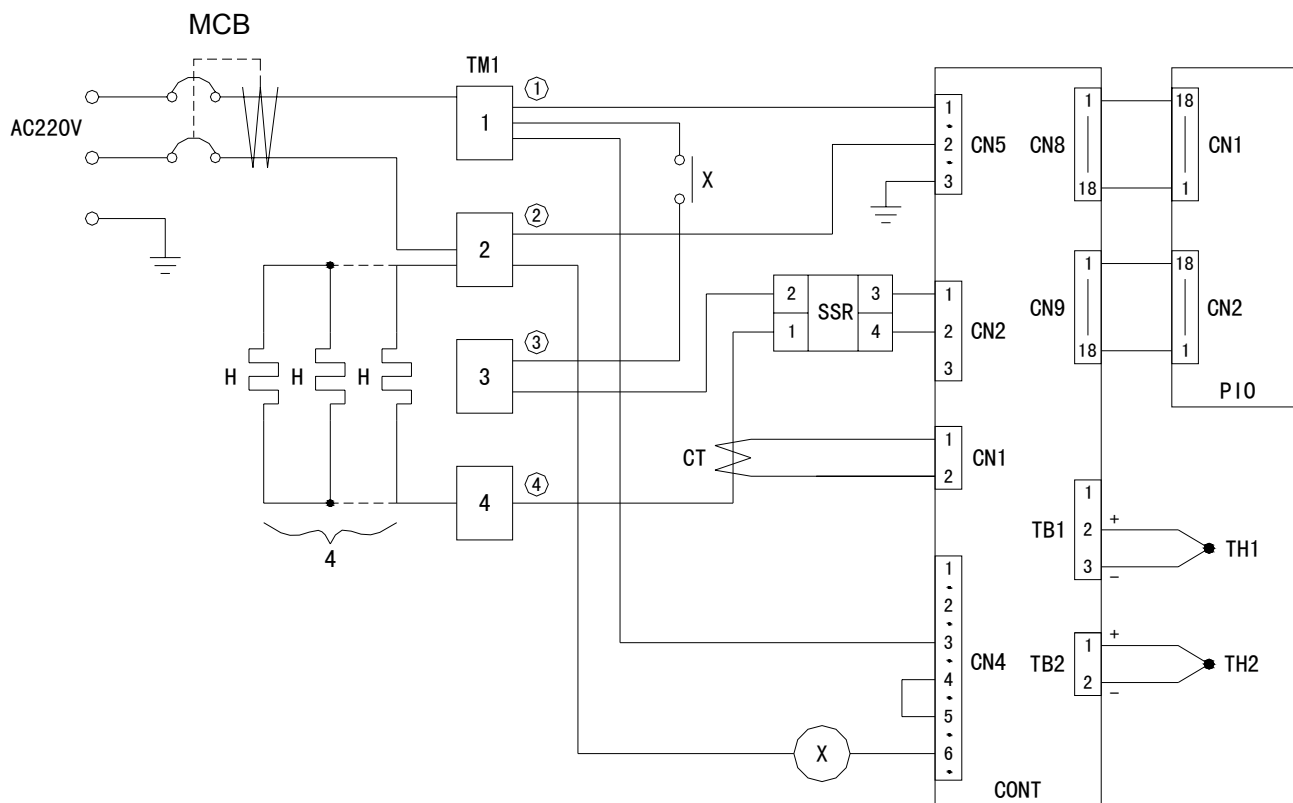 MCB
AC220V
TM1
1
①
2
②
3
③
4
④
H
H
H
4
X
2
1
SSR
3
4
CT
X
1
2
3
CN5
1
2
3
CN2
1
2
CN1
1
2
3
4
5
6
CN4
CONT
CN8
1
18
18
1
CN1
CN9
1
18
18
1
CN2
PIO
TB1
1
2
3
+
-
TH1
TB2
1
2
+
-
TH2